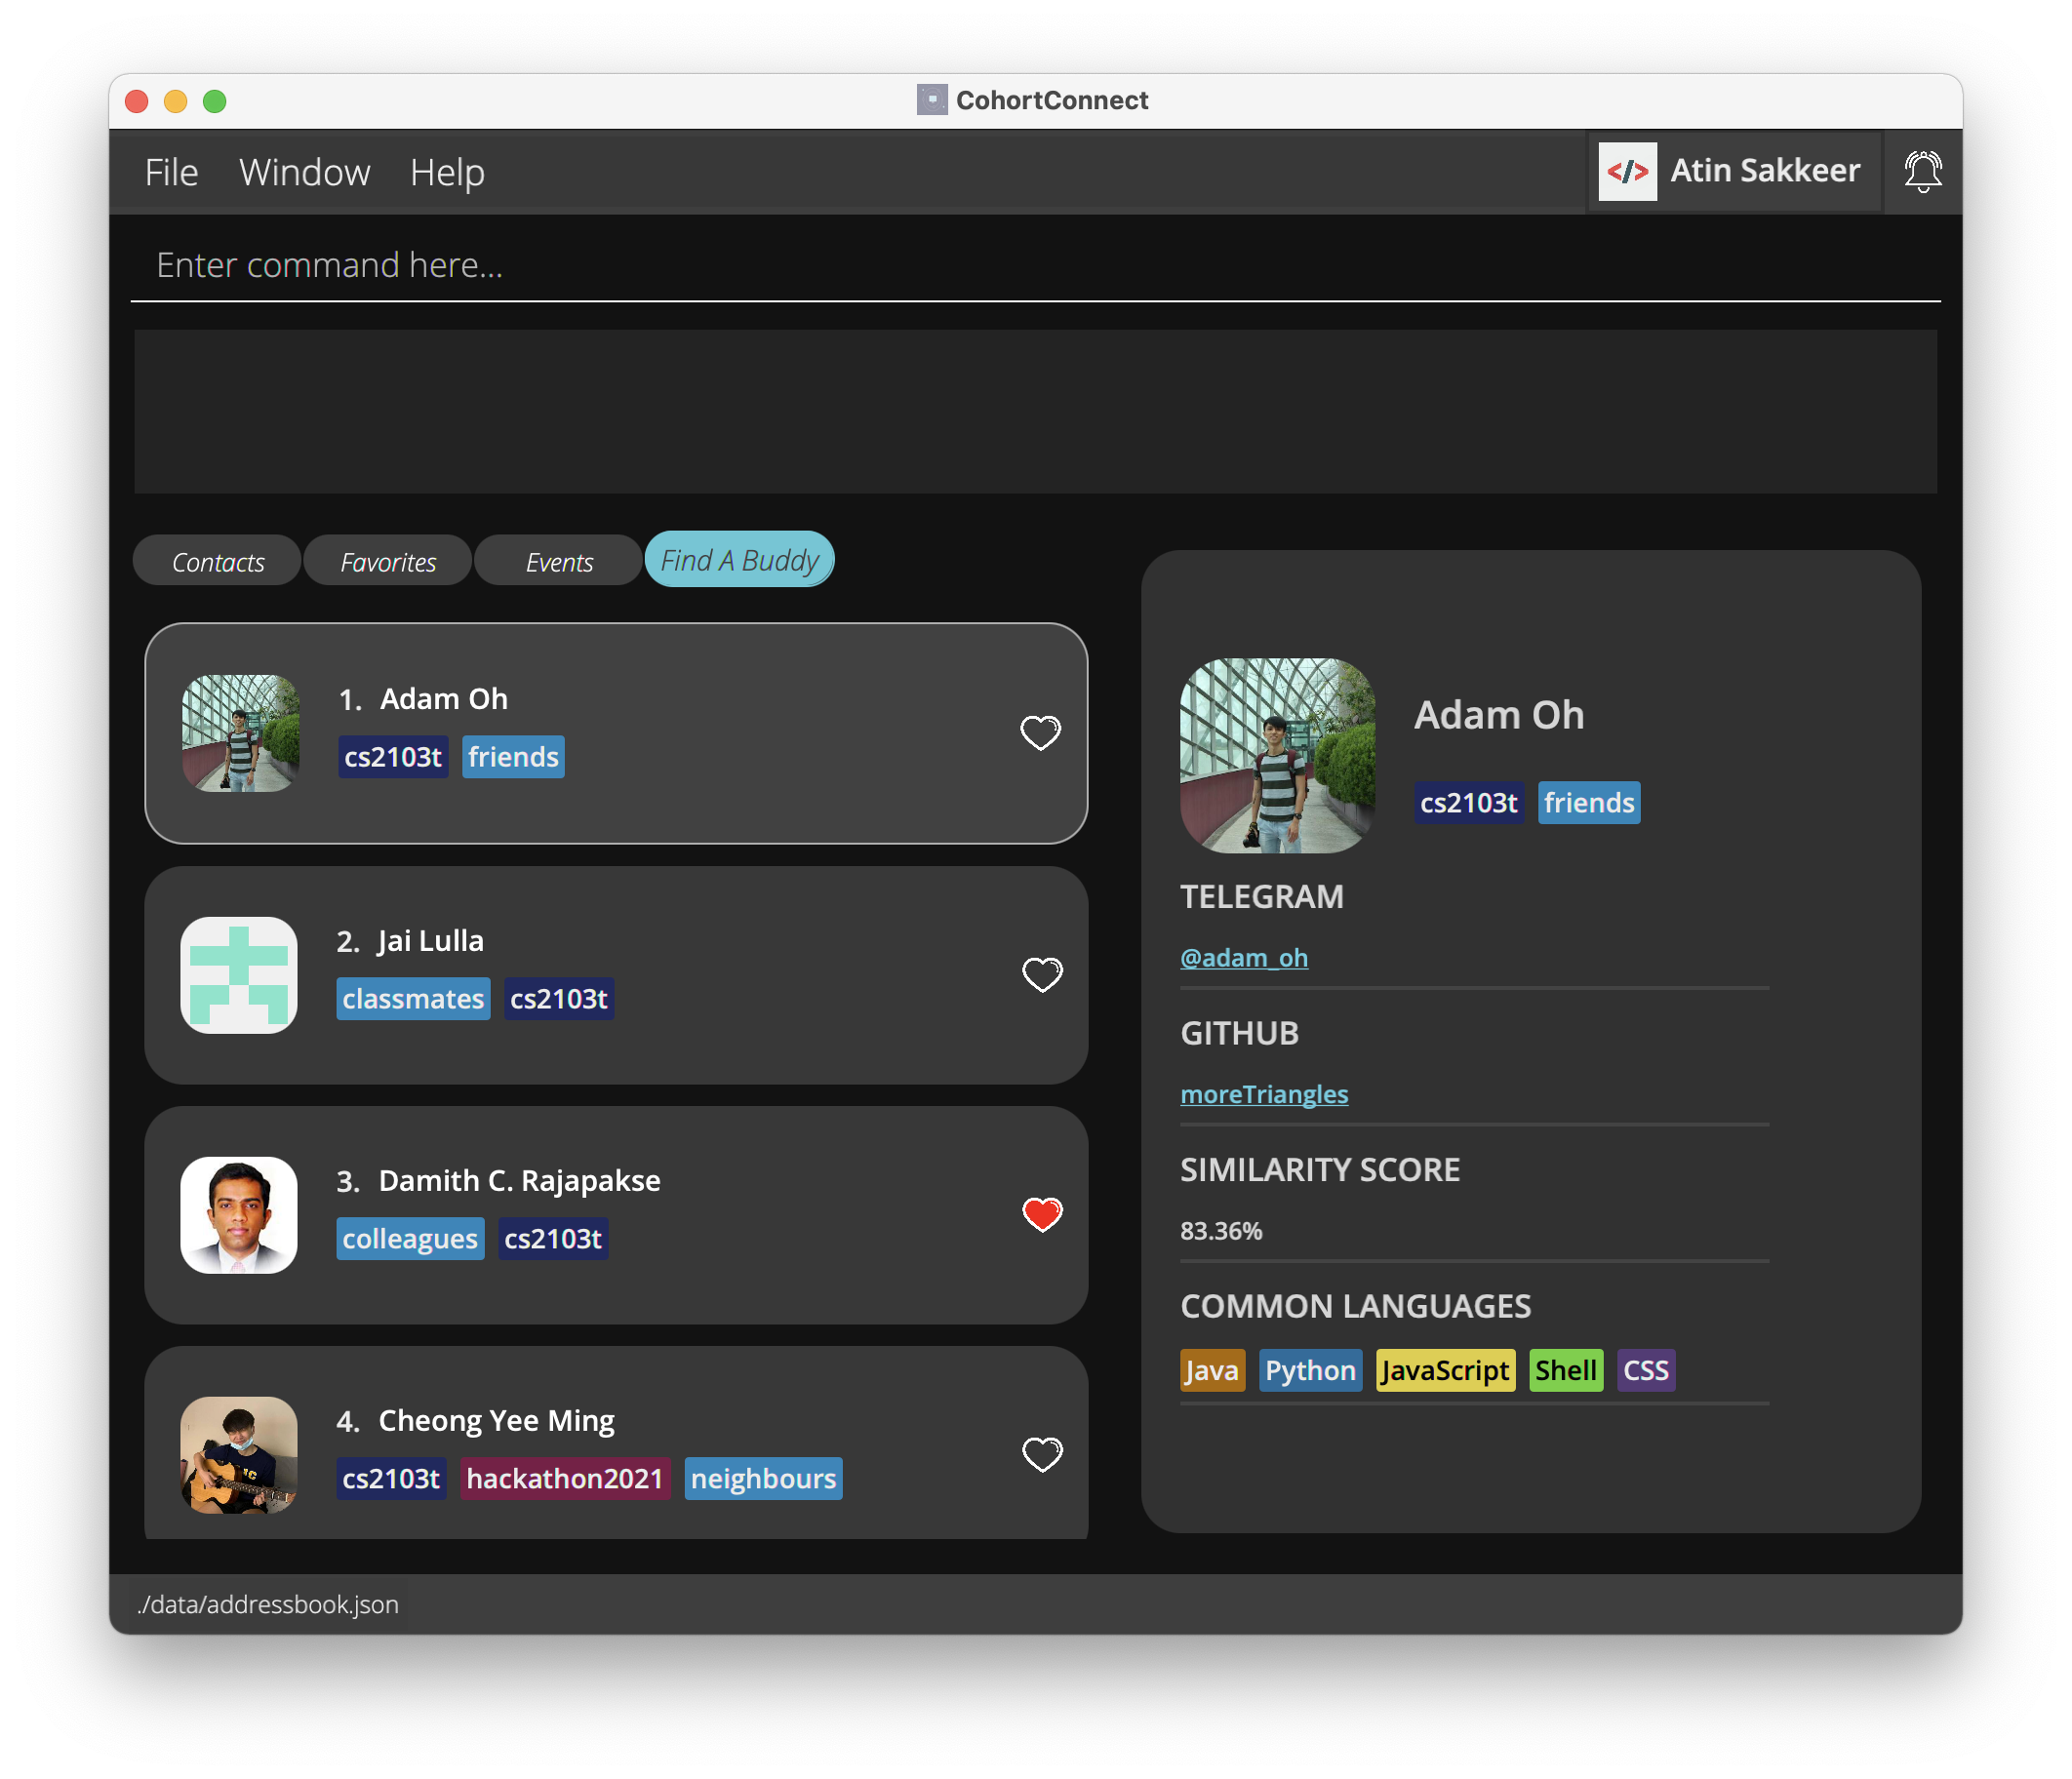 CohortConnect
File Window Help
</> Atin Sakkeer
Enter command here...
Contacts Favorites Events Find A Buddy
1. Adam Oh
cs2103t friends
2. Jai Lulla
classmates cs2103t
3. Damith C. Rajapakse
colleagues cs2103t
4. Cheong Yee Ming
cs2103t hackathon2021 neighbours
Adam Oh
cs2103t friends
TELEGRAM
@adam_oh
GITHUB
moreTriangles
SIMILARITY SCORE
83.36%
COMMON LANGUAGES
Java Python JavaScript Shell CSS
./data/addressbook.json